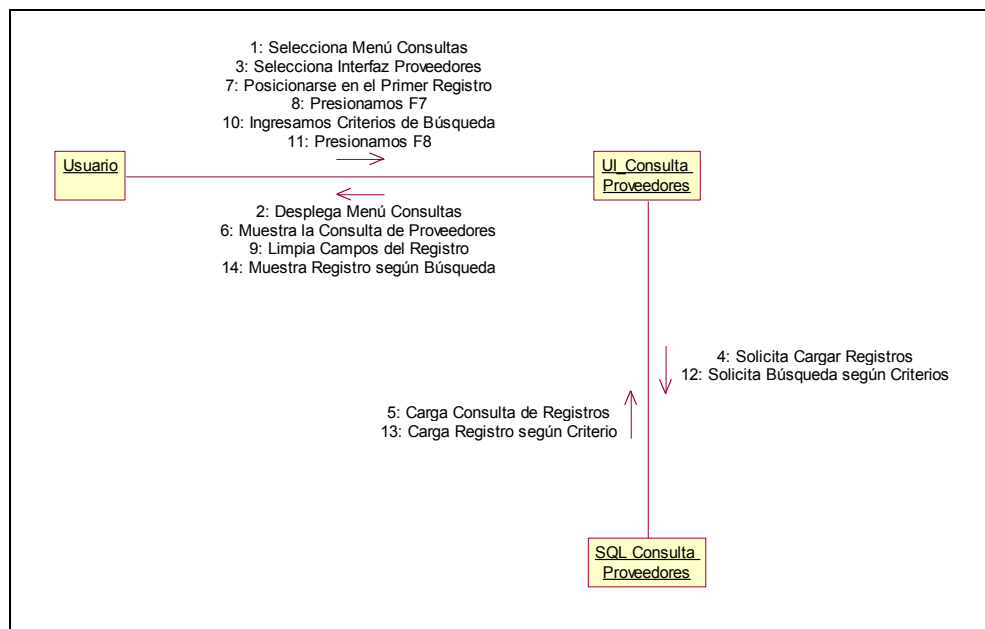 1: Selecciona Menú Consultas
3: Selecciona Interfaz Proveedores
7: Posicionarse en el Primer Registro
8: Presionamos F7
10: Ingresamos Criterios de Búsqueda
11: Presionamos F8
Usuario
UI_Consulta
Proveedores
2: Desplega Menú Consultas
6: Muestra la Consulta de Proveedores
9: Limpia Campos del Registro
14: Muestra Registro según Búsqueda
4: Solicita Cargar Registros
12: Solicita Búsqueda según Criterios
5: Carga Consulta de Registros
13: Carga Registro según Criterio
SQL Consulta
Proveedores